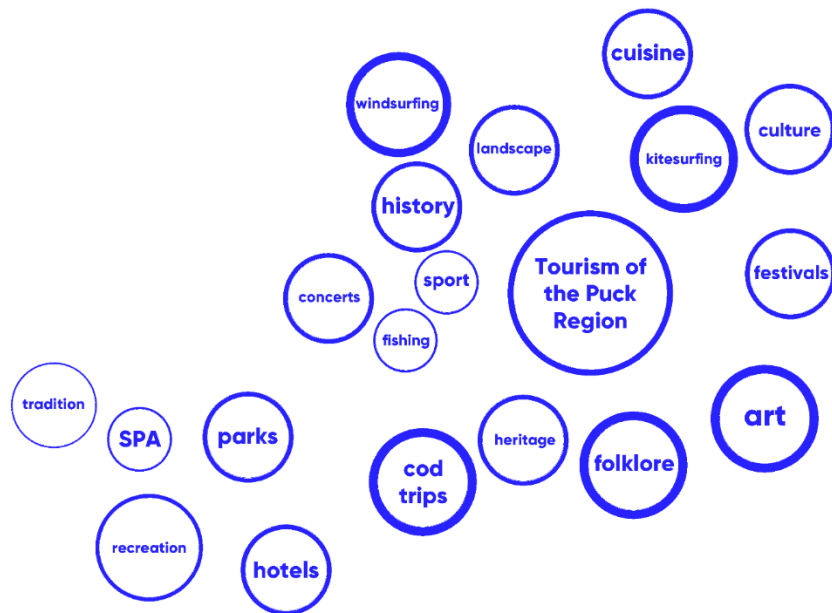 cuisine
windsurfing
culture
landscape
kitesurfing
history
Tourism of
the Puck
Region
festivals
sport
concerts
fishing
tradition
art
SPA
parks
heritage
folklore
cod
trips
recreation
hotels